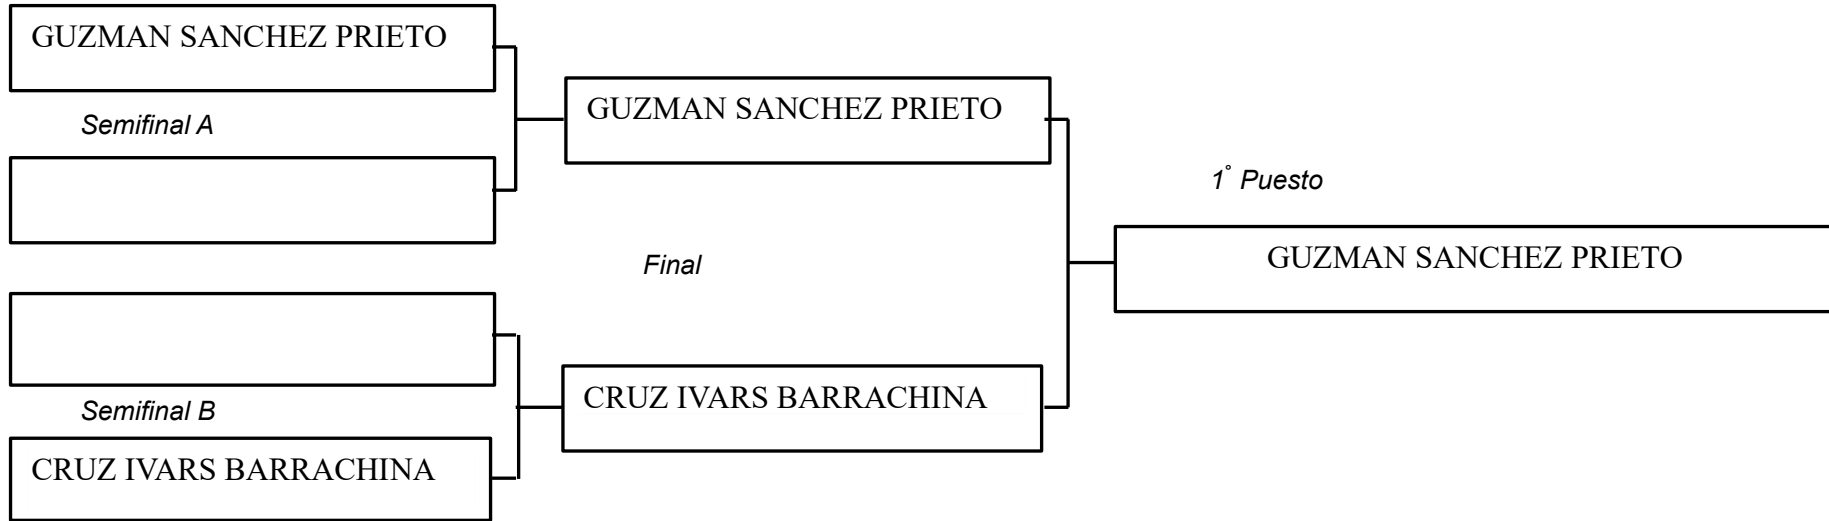 GUZMAN SANCHEZ PRIETO
Semifinal A
GUZMAN SANCHEZ PRIETO
1° Puesto
GUZMAN SANCHEZ PRIETO
Final
Semifinal B
CRUZ IVARS BARRACHINA
CRUZ IVARS BARRACHINA